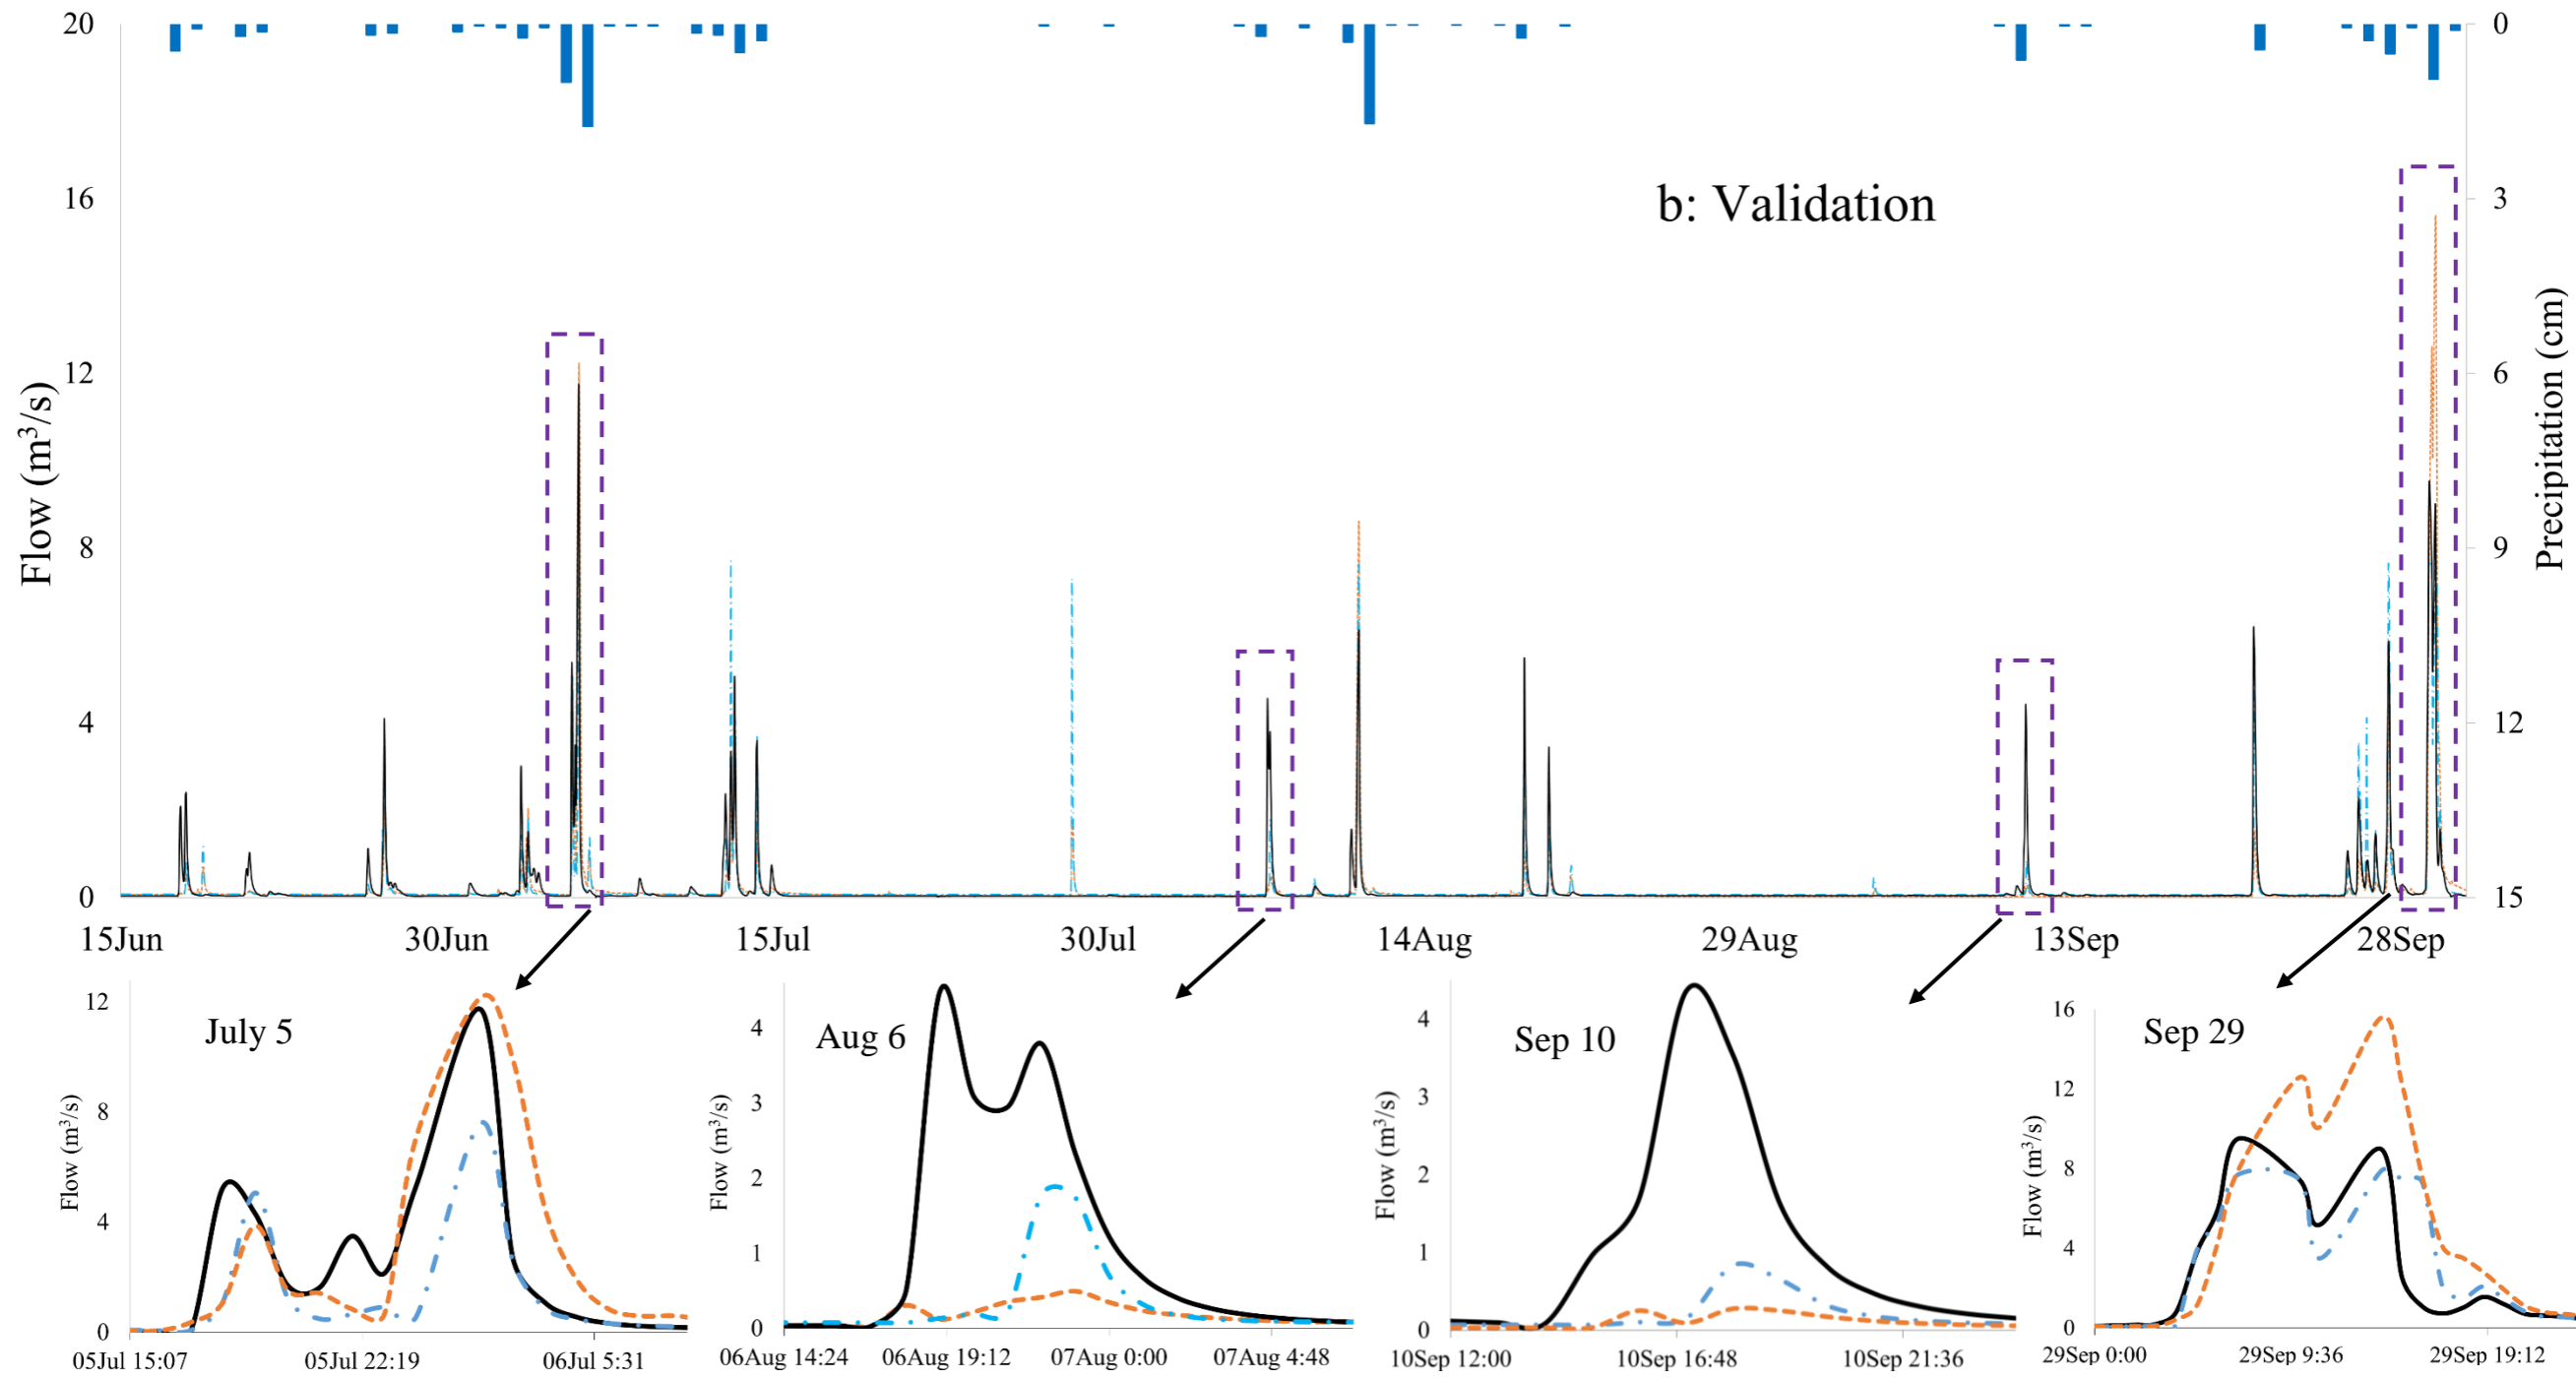 20
16
12
8
4
0
Flow (m³/s)
0
3
6
9
12
15
Precipitation (cm)
b: Validation
15Jun 30Jun 15Jul 30Jul 14Aug 29Aug 13Sep 28Sep
July 5
12
8
4
0
Flow (m³/s)
05Jul 15:07 05Jul 22:19 06Jul 5:31
Aug 6
4
3
2
1
0
Flow (m³/s)
06Aug 14:24 06Aug 19:12 07Aug 0:00 07Aug 4:48
Sep 10
4
3
2
1
0
Flow (m³/s)
10Sep 12:00 10Sep 16:48 10Sep 21:36
Sep 29
16
12
8
4
0
Flow (m³/s)
29Sep 0:00 29Sep 9:36 29Sep 19:12